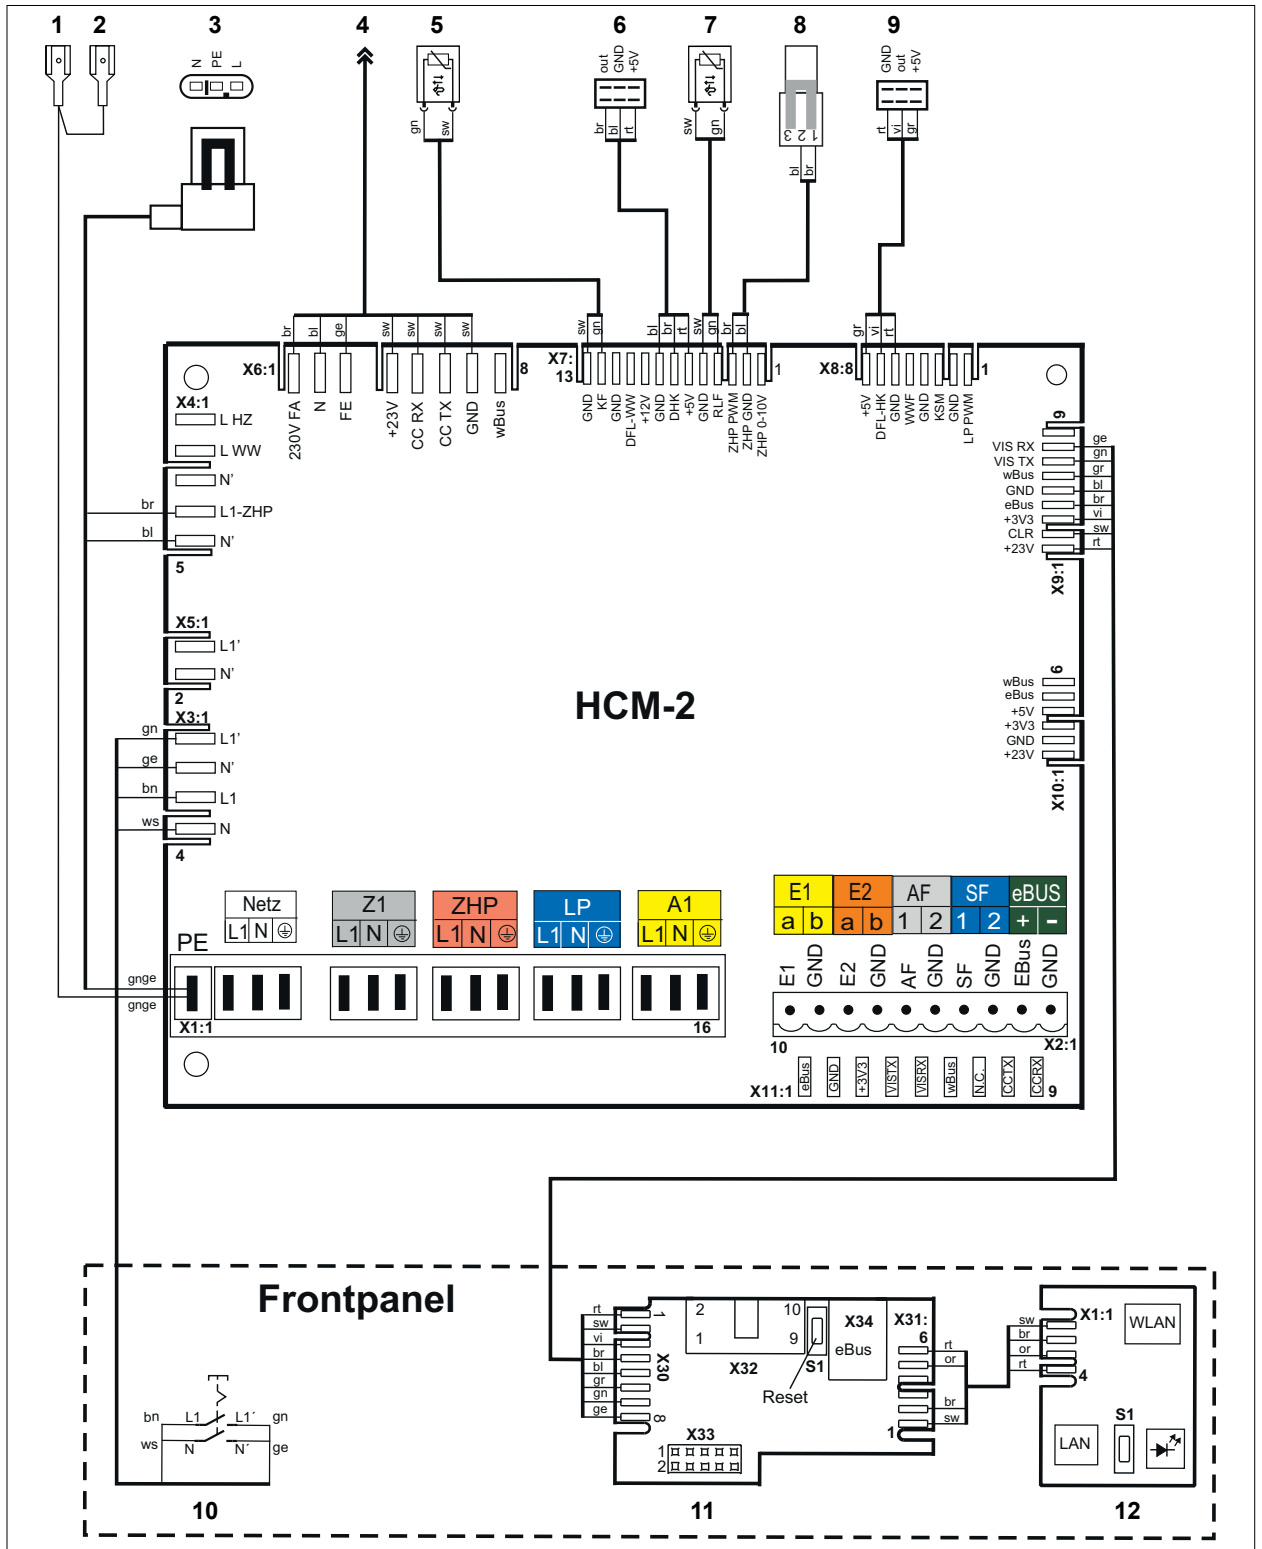 1 2 3 4 5 6 7 8 9
N PE L
out GND +5V
GND out +5V
gn sw
br bl rt
sw gn
3 2 1
bl br
rt vi gr
br bl ge sw sw sw sw
sw gn bl br rt sw gn br bl
gr vi rt
X6:1 8
230V FA N FE +23V CC RX CC TX GND wBus
X7: 13 1
GND KF GND DFL-WW +12V GND DHK +5V GND RLF ZHP PWM ZHP GND ZHP 0-10V
X8:8 1
+5V DFL-HK GND WWF GND KSM GND LP PWM
X4:1
L HZ
L WW
N'
br L1-ZHP
bl N'
5
9
VIS RX ge
VIS TX gn
wBus gr
GND bl
eBus br
+3V3 vi
CLR sw
+23V rt
X9:1
X5:1
L1'
N'
2
HCM-2
6
wBus
eBus
+5V
+3V3
GND
+23V
X10:1
X3:1
gn L1'
ge N'
bn L1
ws N
4
Netz Z1 ZHP LP A1
L1 N L1 N L1 N L1 N L1 N
PE
gnge
gnge
X1:1 16
E1 E2 AF SF eBUS
a b a b 1 2 1 2 + -
E1 GND E2 GND AF GND SF GND EBus GND
10 X2:1
X11:1 eBus GND +3V3 VISTX VISRX wBus N.C. CCTX CCRX 9
Frontpanel
bn L1 L1´ gn
ws N N´ ge
10
rt
sw
vi
br
bl
gr
gn
ge
1
X30
8
2 10
1 9
X32
S1
Reset
X34
eBus
X31:
6
rt
or
br
sw
1
X33
1
2
11
sw
br
or
rt
X1:1
4
WLAN
LAN
S1
12